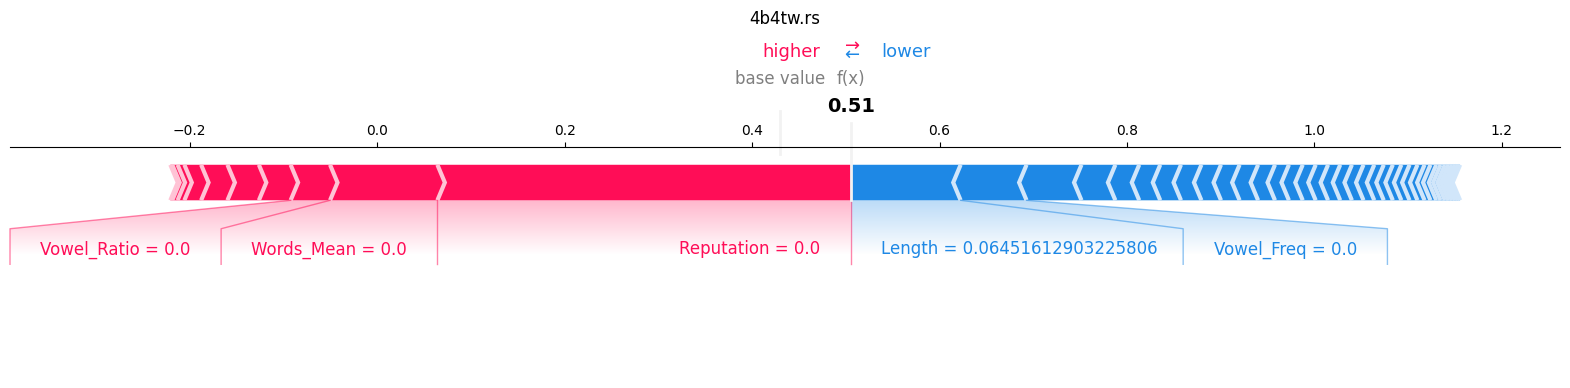 4b4tw.rs
higher ⇄ lower
base value f(x)
0.51
−0.2 0.0 0.2 0.4 0.6 0.8 1.0 1.2
Vowel_Ratio = 0.0 Words_Mean = 0.0 Reputation = 0.0 Length = 0.06451612903225806 Vowel_Freq = 0.0